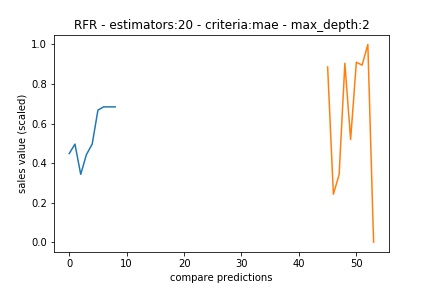 RFR - estimators:20 - criteria:mae - max_depth:2
1.0
0.8
0.6
0.4
0.2
0.0
sales value (scaled)
0 10 20 30 40 50
compare predictions